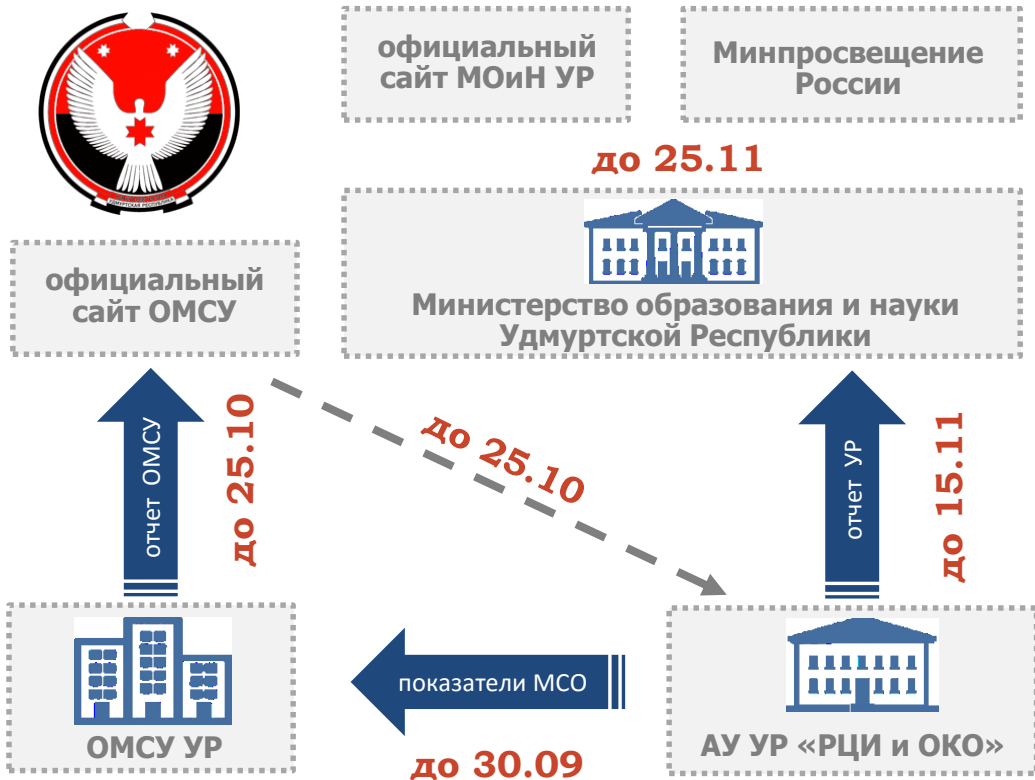 официальный
сайт МОиН УР
Минпросвещение
России
до 25.11
УДМУРТСКАЯ РЕСПУБЛИКА
официальный
сайт ОМСУ
Министерство образования и науки
Удмуртской Республики
отчет ОМСУ
до 25.10
до 25.10
отчет УР
до 15.11
показатели МСО
ОМСУ УР
до 30.09
АУ УР «РЦИ и ОКО»